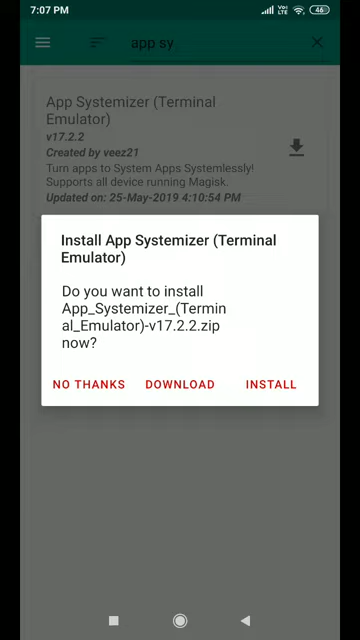 7:07 PM
Vo) LTE 46
app sy
App Systemizer (Terminal
Emulator)
v17.2.2
Created by veez21
Turn apps to System Apps Systemlessly!
Supports all device running Magisk.
Updated on: 25-May-2019 4:10:54 PM
Install App Systemizer (Terminal
Emulator)
Do you want to install
App_Systemizer_(Termin
al_Emulator)-v17.2.2.zip
now?
NO THANKS DOWNLOAD INSTALL